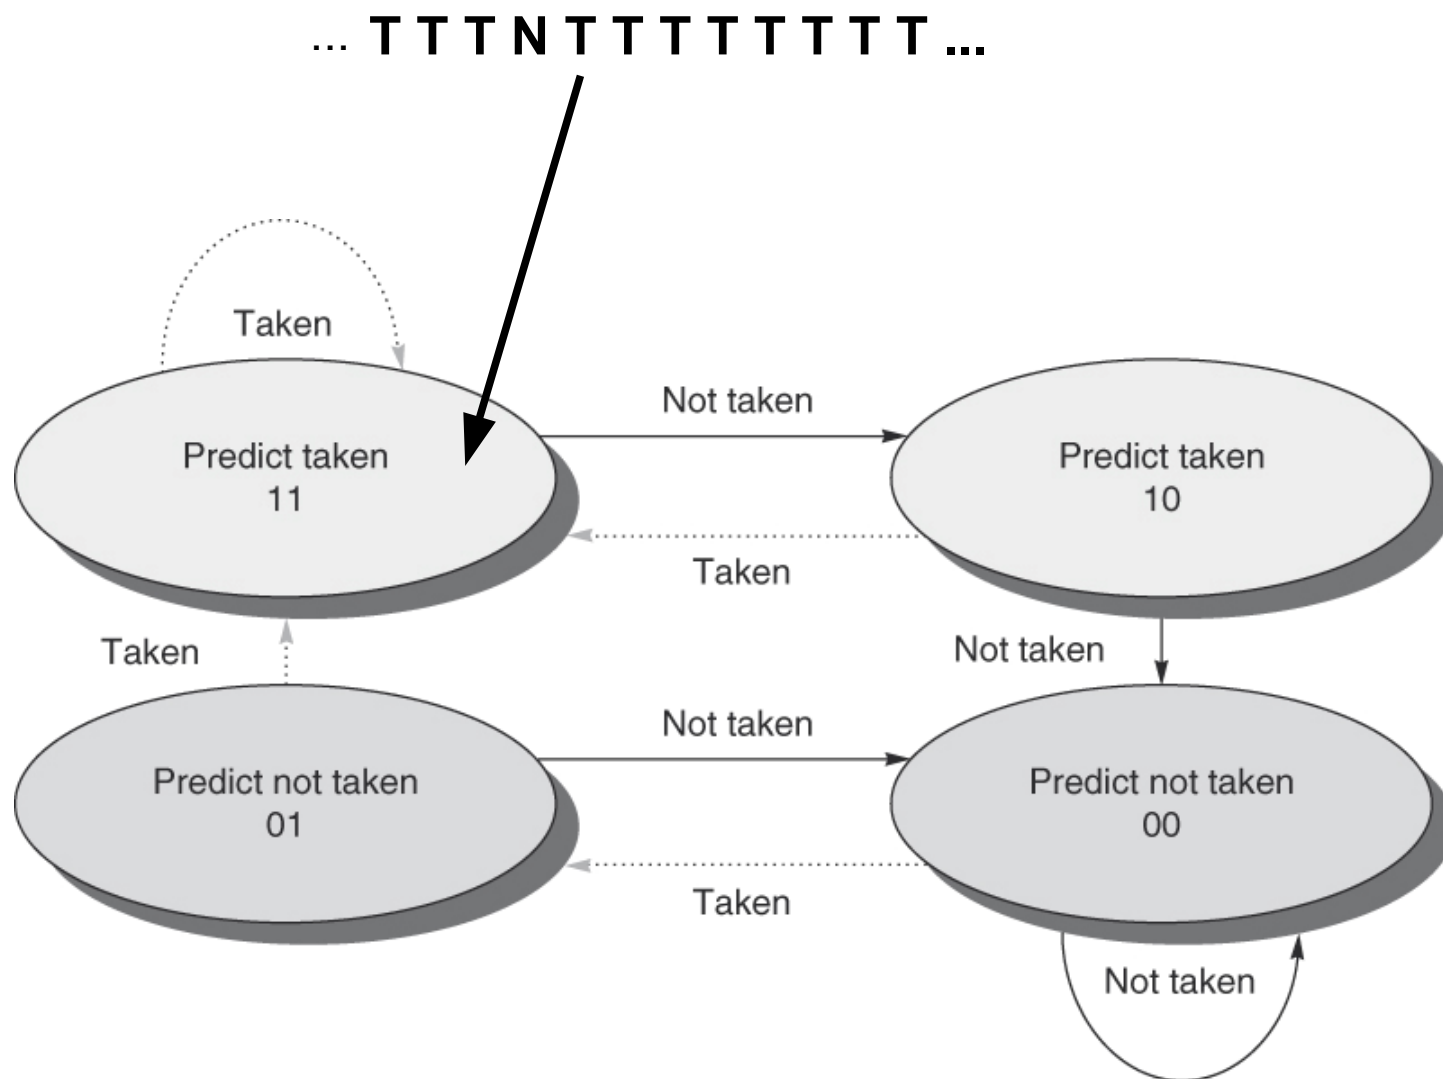 ... T T T N T T T T T T T T ...
Taken
Not taken
Predict taken
11
Predict taken
10
Taken
Taken
Not taken
Not taken
Predict not taken
01
Predict not taken
00
Taken
Not taken